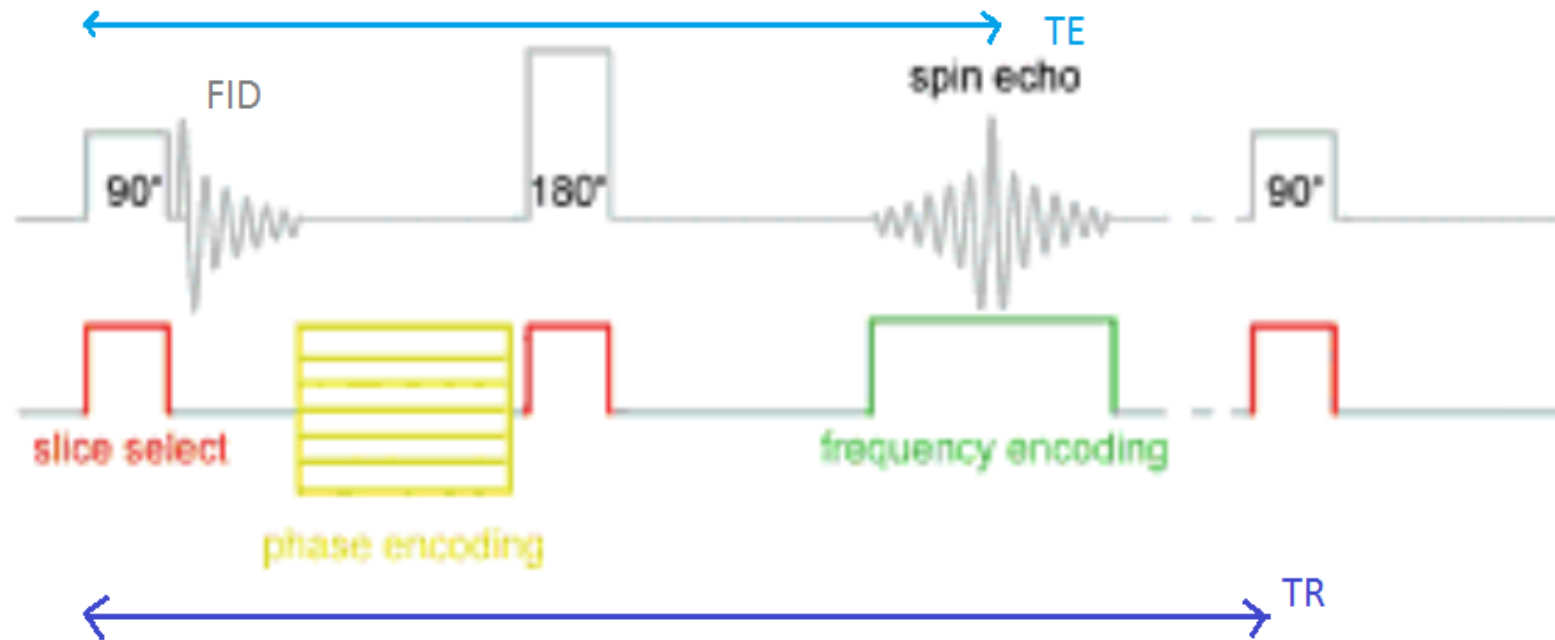 TE
spin echo
FID
90°
180°
90°
slice select
frequency encoding
phase encoding
TR